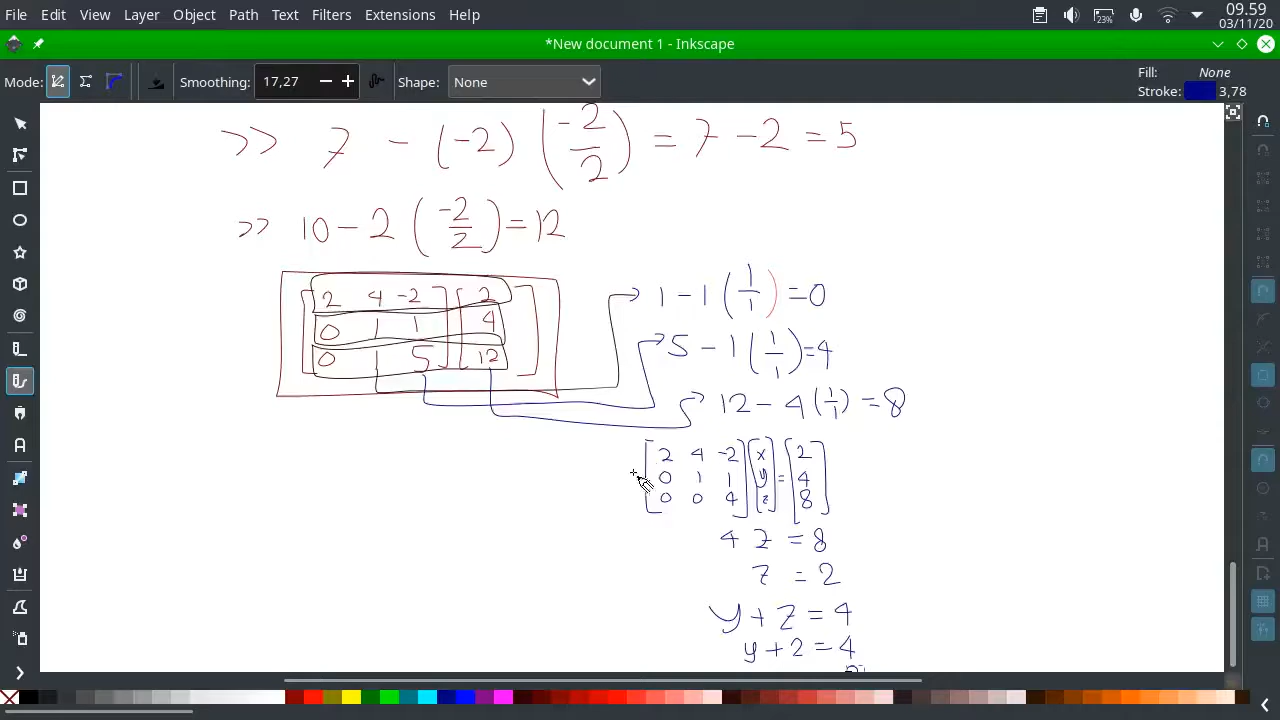 File Edit View Layer Object Path Text Filters Extensions Help
23%
09.59
03/11/20
*New document 1 - Inkscape
Mode:
Smoothing: 17,27
Shape: None
Fill: None
Stroke: 3,78
>> 7 - (-2) (-2/2) = 7 - 2 = 5
>> 10 - 2 (-2/2) = 12
2 4 -2 2
0 1 1 4
0 1 5 12
1 - 1 (1/1) = 0
5 - 1 (1/1) = 4
12 - 4 (1/1) = 8
[2 4 -2] [x] [2]
[0 1 1] [y] = [4]
[0 0 4] [z] [8]
4 z = 8
z = 2
y + z = 4
y + 2 = 4